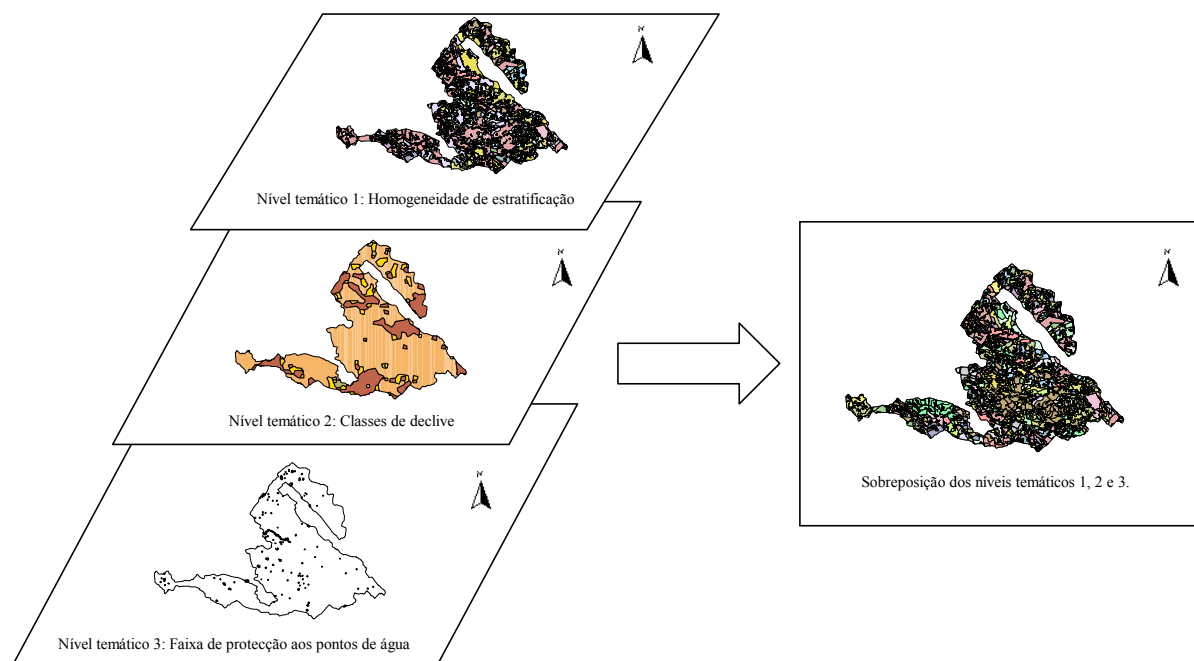 N
Nível temático 1: Homogeneidade de estratificação
N
Nível temático 2: Classes de declive
N
Nível temático 3: Faixa de protecção aos pontos de água
N
Sobreposição dos níveis temáticos 1, 2 e 3.